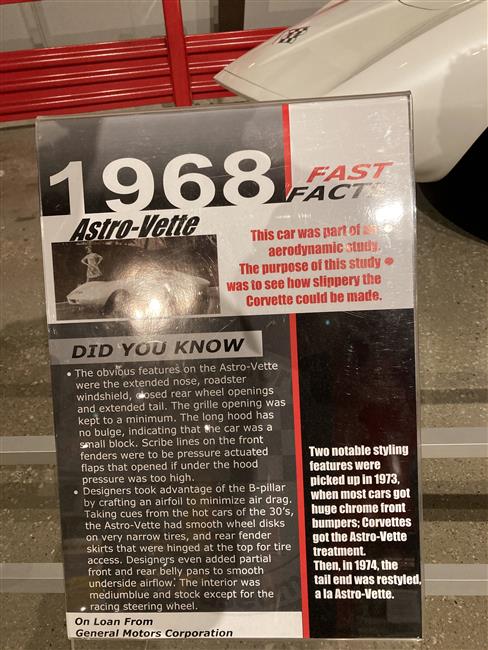 1968
FAST
FACTS
Astro-Vette
This car was part of an
aerodynamic study.
The purpose of this study
was to see how slippery the
Corvette could be made.
DID YOU KNOW
• The obvious features on the Astro-Vette
were the extended nose, roadster
windshield, closed rear wheel openings
and extended tail. The grille opening was
kept to a minimum. The long hood has
no bulge, indicating that the car was a
small block. Scribe lines on the front
fenders were to be pressure actuated
flaps that opened if under the hood
pressure was too high.
• Designers took advantage of the B-pillar
by crafting an airfoil to minimize air drag.
Taking cues from the hot cars of the 30's,
the Astro-Vette had smooth wheel disks
on very narrow tires, and rear fender
skirts that were hinged at the top for tire
access. Designers even added partial
front and rear belly pans to smooth
underside airflow. The interior was
mediumblue and stock except for the
racing steering wheel.
Two notable styling
features were
picked up in 1973,
when most cars got
huge chrome front
bumpers; Corvettes
got the Astro-Vette
treatment.
Then, in 1974, the
tail end was restyled,
a la Astro-Vette.
On Loan From
General Motors Corporation